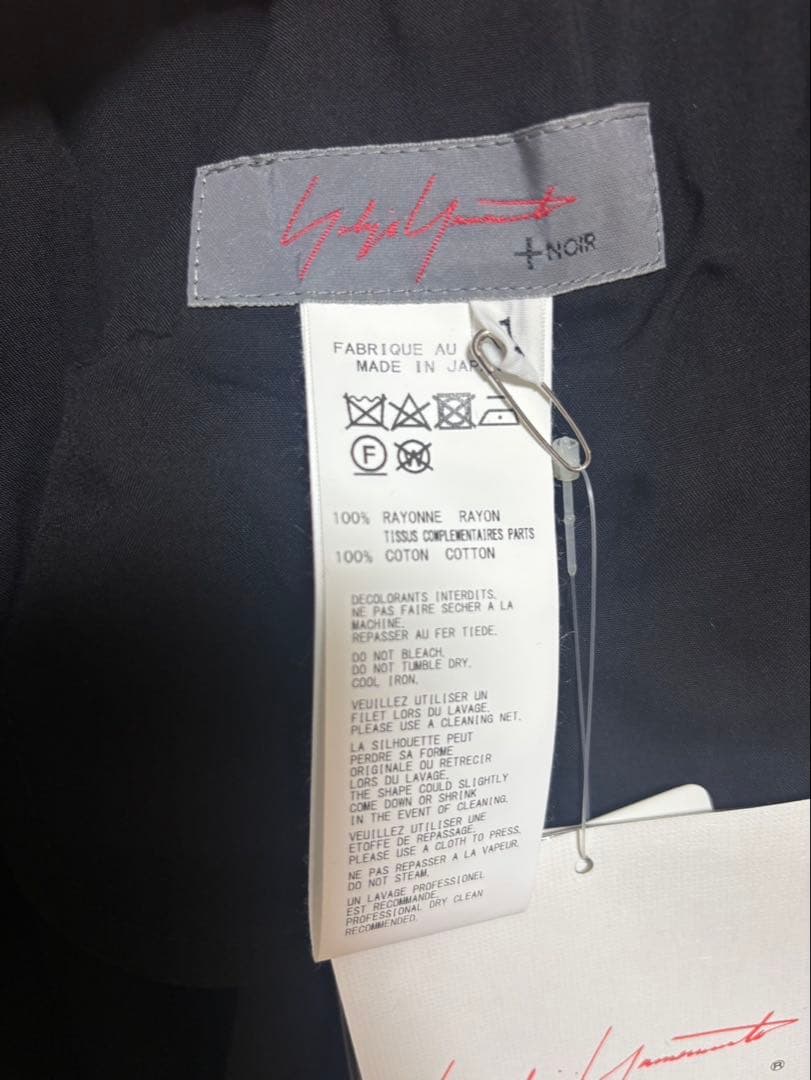 Yohji Yamamoto
+NOIR
FABRIQUE AU
MADE IN JAP
F
W
100% RAYONNE RAYON
TISSUS COMPLEMENTAIRES PARTS
100% COTON COTTON
DECOLORANTS INTERDITS.
NE PAS FAIRE SECHER A LA
MACHINE.
REPASSER AU FER TIEDE.
DO NOT BLEACH.
DO NOT TUMBLE DRY.
COOL IRON.
VEUILLEZ UTILISER UN
FILET LORS DU LAVAGE.
PLEASE USE A CLEANING NET.
LA SILHOUETTE PEUT
PERDRE SA FORME
ORIGINALE OU RETRECIR
LORS DU LAVAGE.
THE SHAPE COULD SLIGHTLY
COME DOWN OR SHRINK
IN THE EVENT OF CLEANING.
VEUILLEZ UTILISER UNE
ETOFFE DE REPASSAGE.
PLEASE USE A CLOTH TO PRESS.
NE PAS REPASSER A LA VAPEUR.
DO NOT STEAM.
UN LAVAGE PROFESSIONEL
EST RECOMMANDE.
PROFESSIONAL DRY CLEAN
RECOMMENDED.
Yohji Yamamoto
®